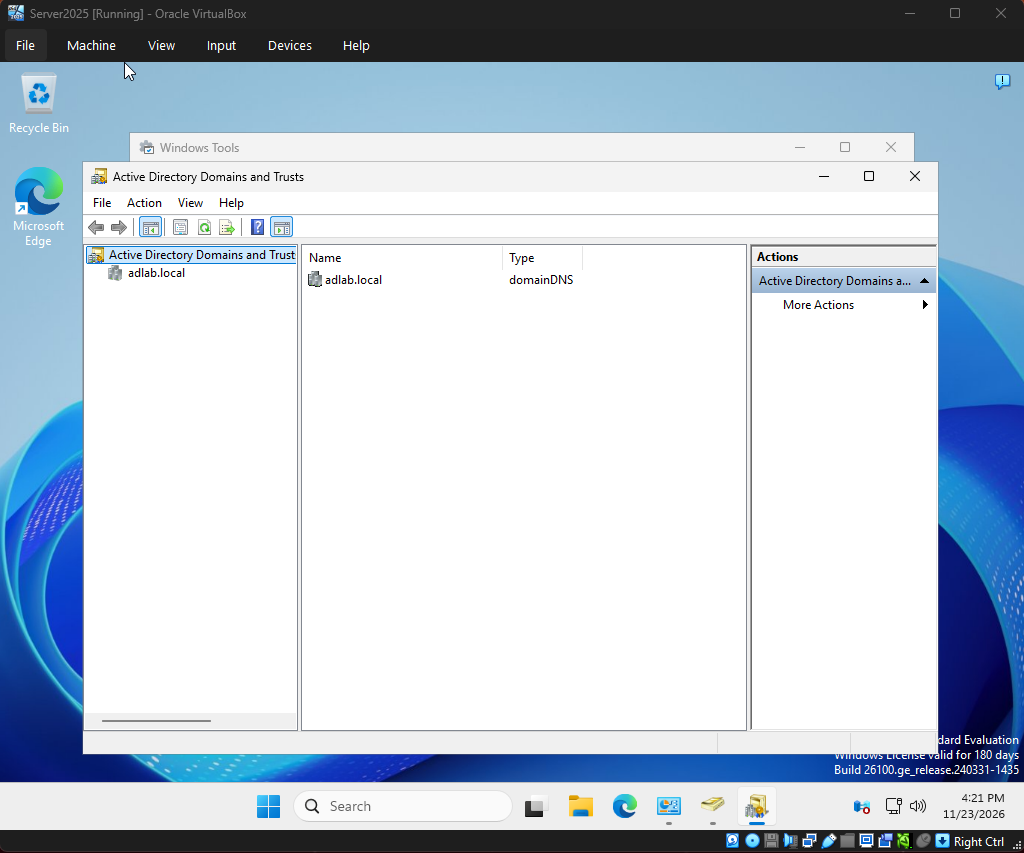 Server2025 [Running] - Oracle VirtualBox
File Machine View Input Devices Help
Recycle Bin
Microsoft
Edge
Windows Tools
Active Directory Domains and Trusts
File Action View Help
Active Directory Domains and Trust
adlab.local
Name Type
adlab.local domainDNS
Actions
Active Directory Domains a...
More Actions
dard Evaluation
Windows License valid for 180 days
Build 26100.ge_release.240331-1435
Search
4:21 PM
11/23/2026
Right Ctrl